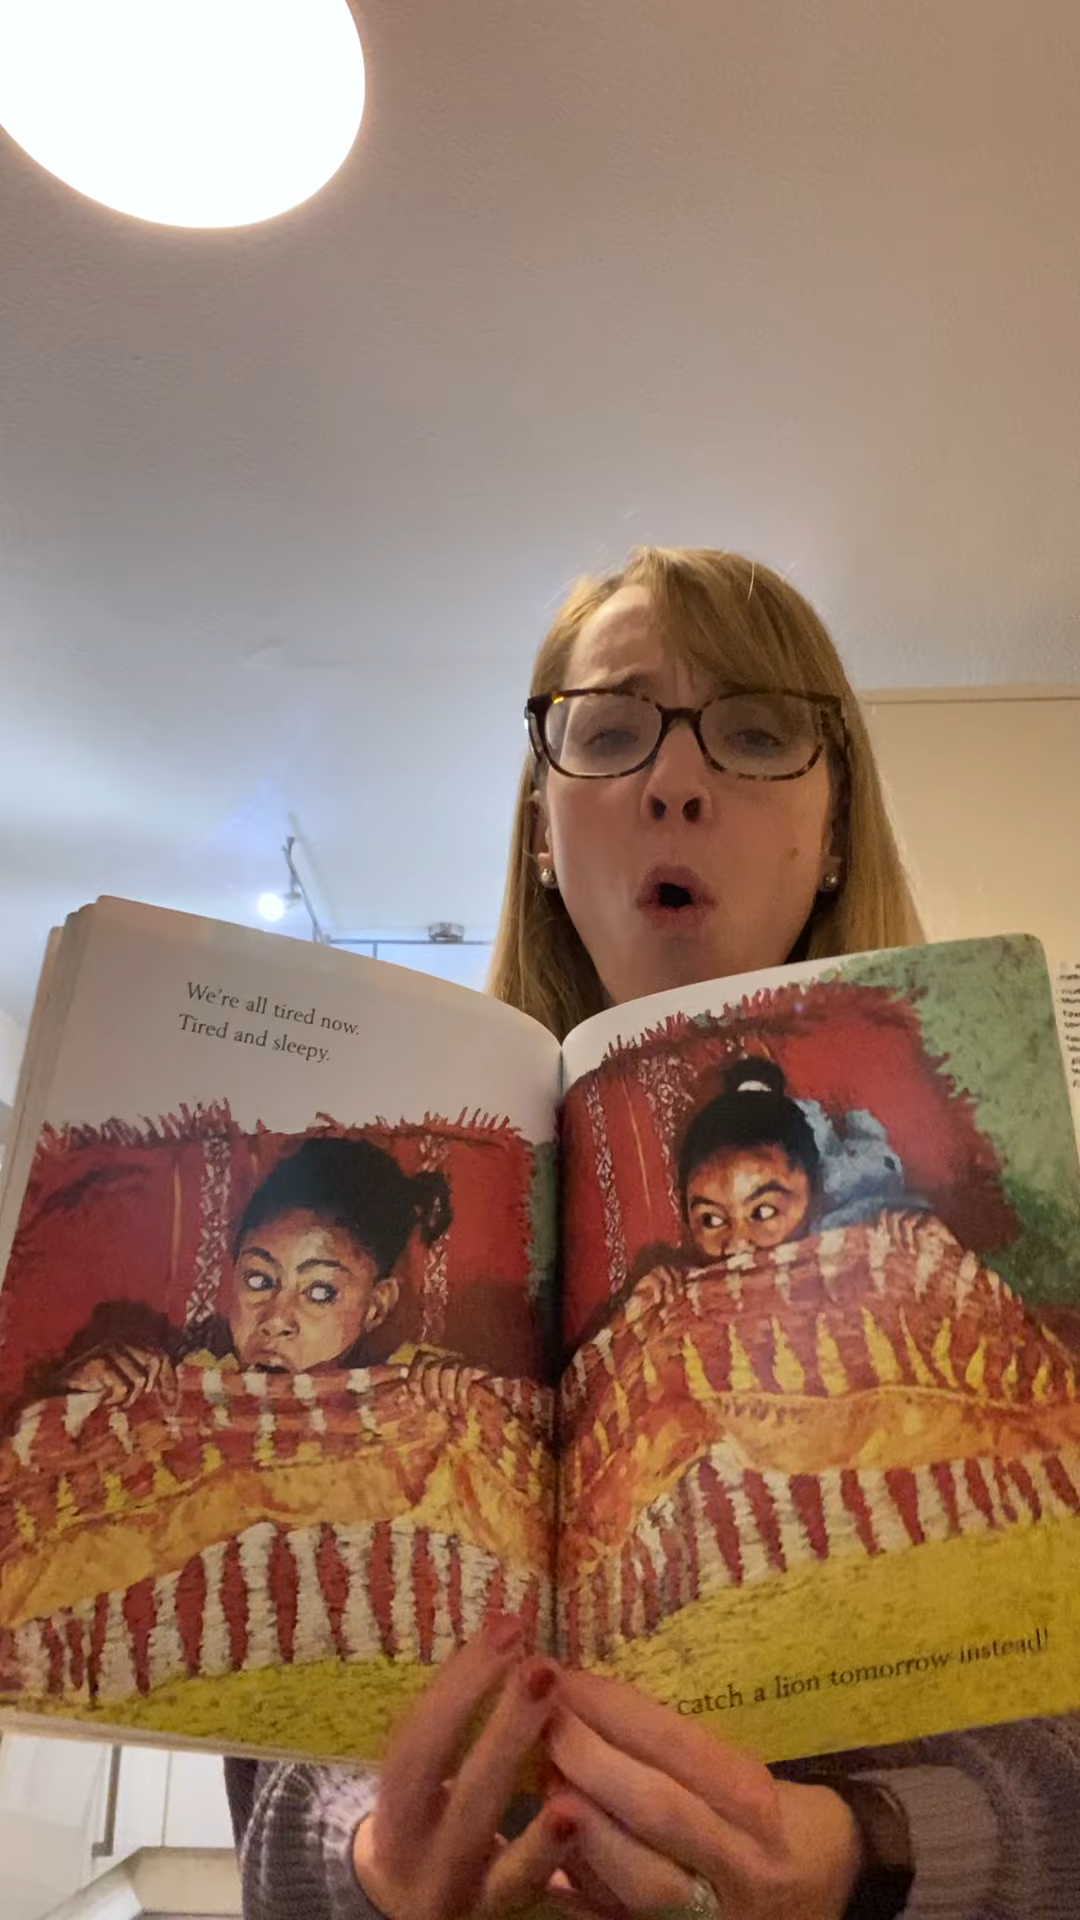 We're all tired now.
Tired and sleepy.
catch a lion tomorrow instead!